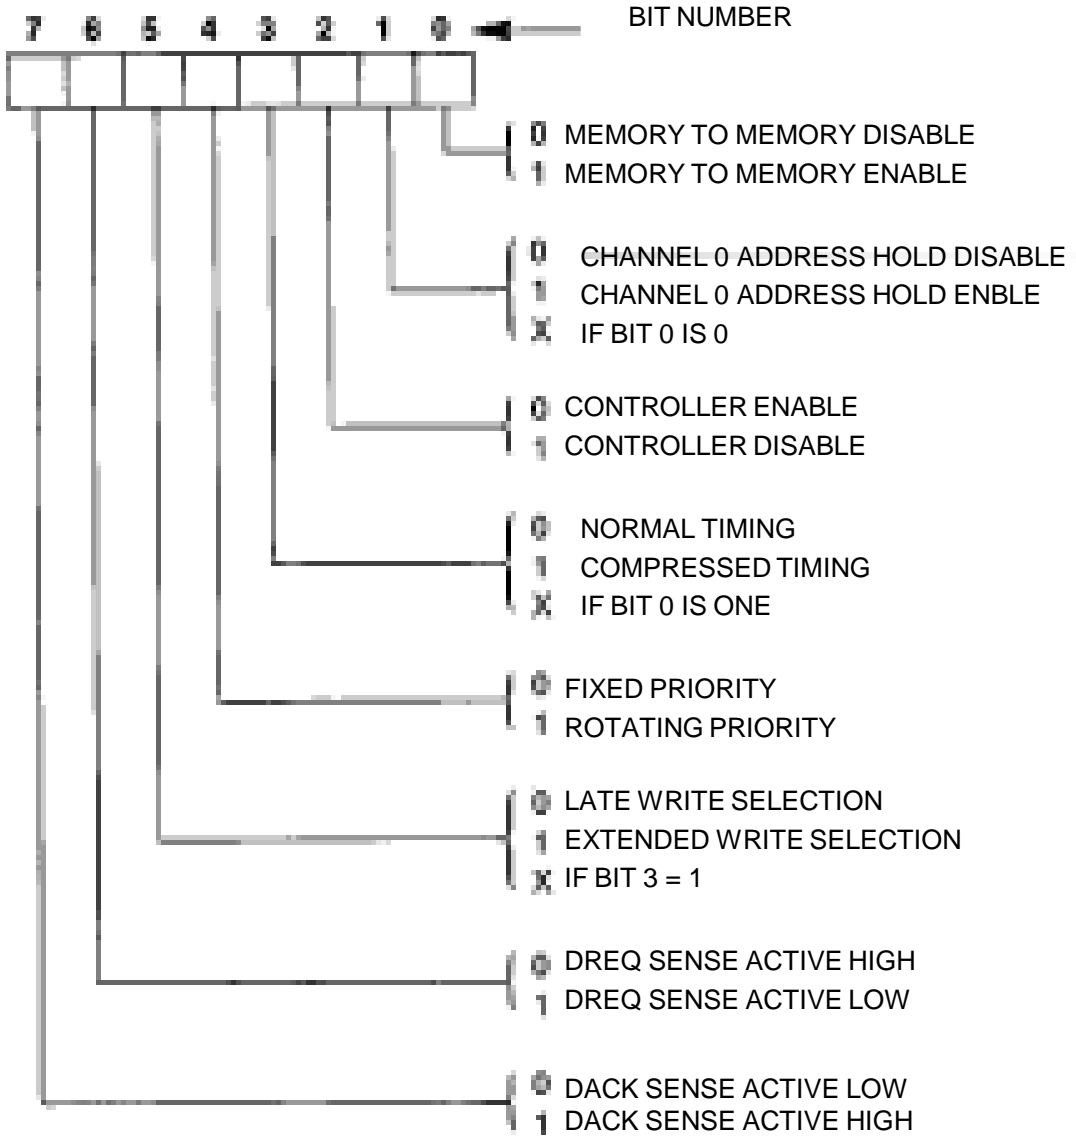 BIT NUMBER
7 6 5 4 3 2 1 0
0 MEMORY TO MEMORY DISABLE
1 MEMORY TO MEMORY ENABLE
0 CHANNEL 0 ADDRESS HOLD DISABLE
1 CHANNEL 0 ADDRESS HOLD ENBLE
X IF BIT 0 IS 0
0 CONTROLLER ENABLE
1 CONTROLLER DISABLE
0 NORMAL TIMING
1 COMPRESSED TIMING
X IF BIT 0 IS ONE
0 FIXED PRIORITY
1 ROTATING PRIORITY
0 LATE WRITE SELECTION
1 EXTENDED WRITE SELECTION
X IF BIT 3 = 1
0 DREQ SENSE ACTIVE HIGH
1 DREQ SENSE ACTIVE LOW
0 DACK SENSE ACTIVE LOW
1 DACK SENSE ACTIVE HIGH